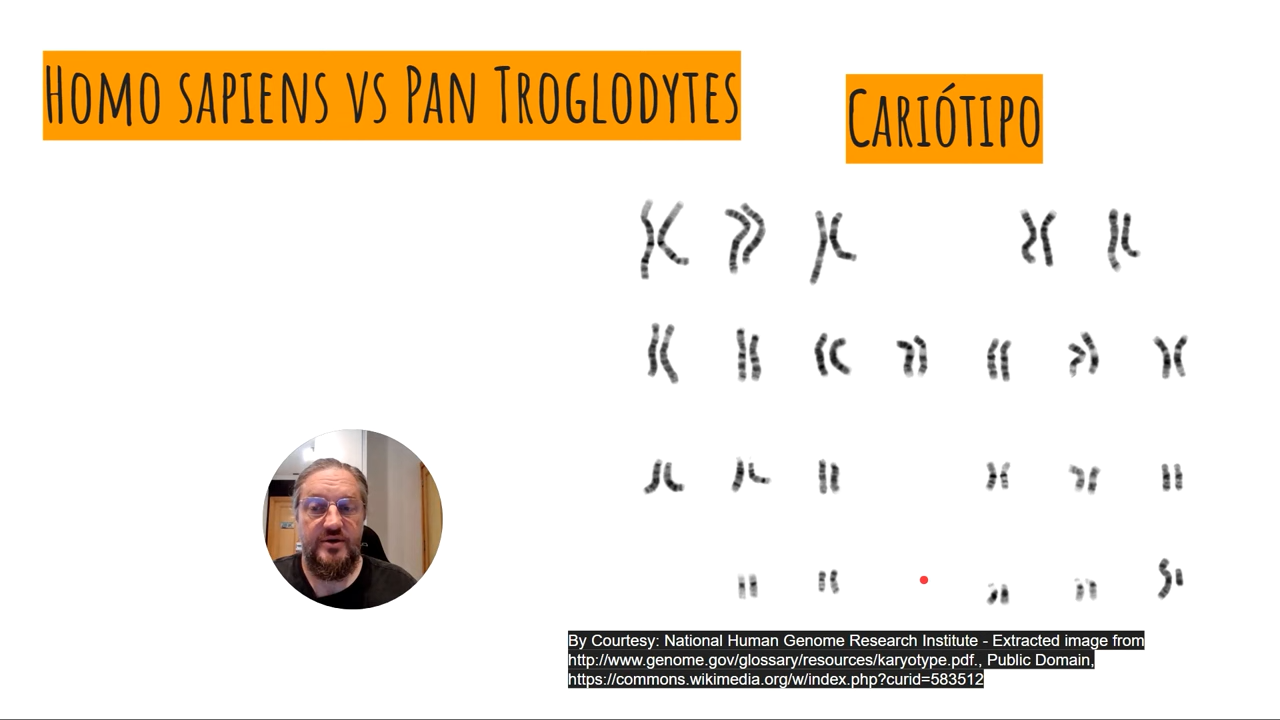 Homo sapiens vs Pan Troglodytes
Cariótipo
By Courtesy: National Human Genome Research Institute - Extracted image from
http://www.genome.gov/glossary/resources/karyotype.pdf., Public Domain,
https://commons.wikimedia.org/w/index.php?curid=583512